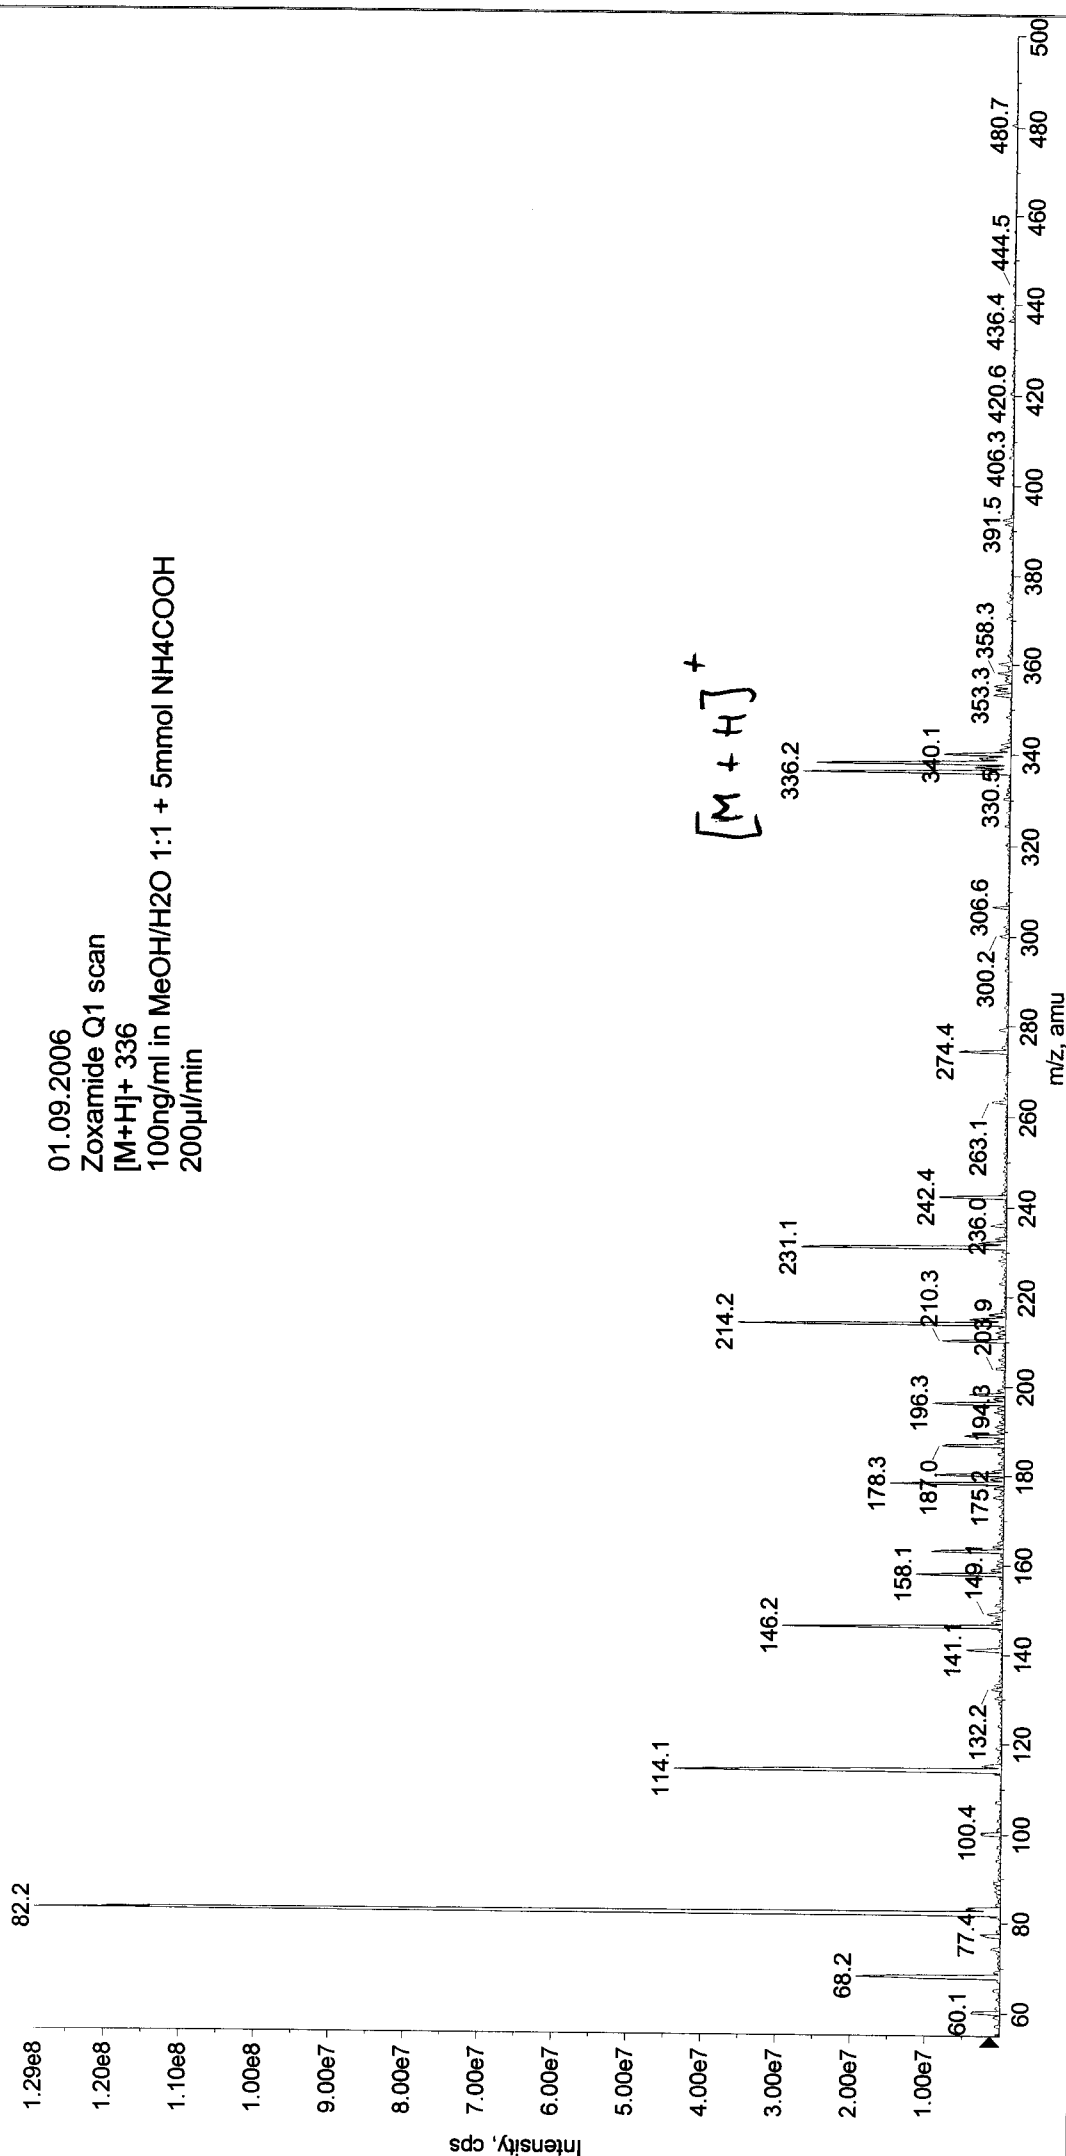 01.09.2006
Zoxamide Q1 scan
[M+H]+ 336
100ng/ml in MeOH/H2O 1:1 + 5mmol NH4COOH
200µl/min
[M + H]+
Intensity, cps
1.29e8
1.20e8
1.10e8
1.00e8
9.00e7
8.00e7
7.00e7
6.00e7
5.00e7
4.00e7
3.00e7
2.00e7
1.00e7
60.1
68.2
77.4
82.2
100.4
114.1
132.2
141.1
146.2
149.1
158.1
175.2
178.3
187.0
194.3
196.3
203.9
210.3
214.2
231.1
236.0
242.4
263.1
274.4
300.2
306.6
330.5
336.2
340.1
353.3
358.3
391.5
406.3
420.6
436.4
444.5
480.7
60 80 100 120 140 160 180 200 220 240 260 280 300 320 340 360 380 400 420 440 460 480 500
m/z, amu